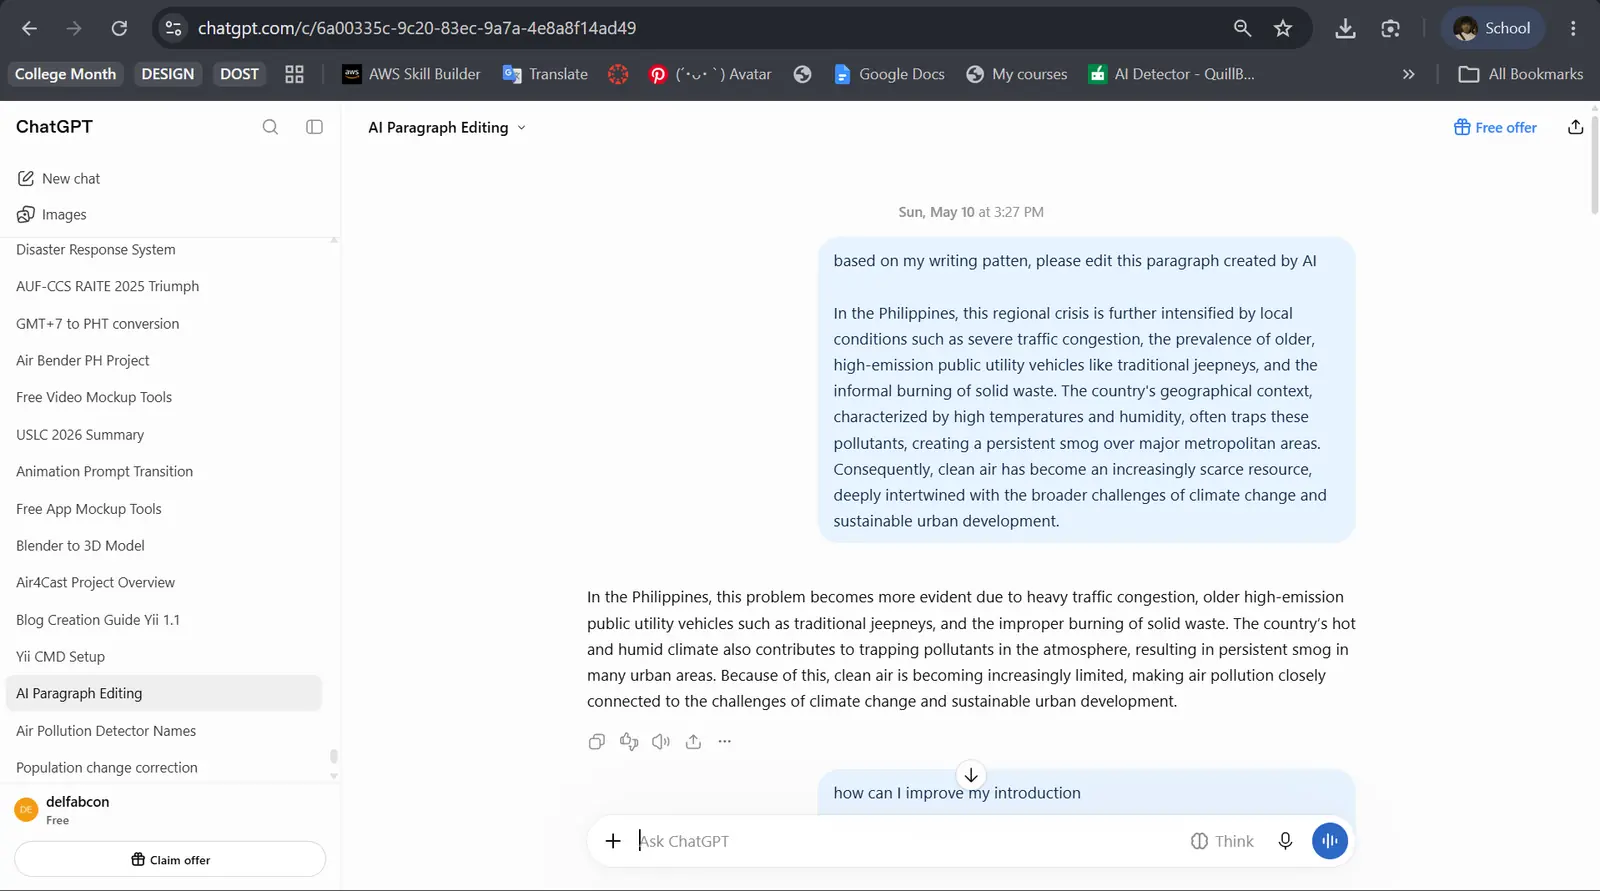 chatgpt.com/c/6a00335c-9c20-83ec-9a7a-4e8a8f14ad49
School
College Month
DESIGN
DOST
aws
AWS Skill Builder
Translate
(´･ᴗ･`) Avatar
Google Docs
My courses
AI Detector - QuillB...
All Bookmarks
ChatGPT
New chat
Images
Disaster Response System
AUF-CCS RAITE 2025 Triumph
GMT+7 to PHT conversion
Air Bender PH Project
Free Video Mockup Tools
USLC 2026 Summary
Animation Prompt Transition
Free App Mockup Tools
Blender to 3D Model
Air4Cast Project Overview
Blog Creation Guide Yii 1.1
Yii CMD Setup
AI Paragraph Editing
Air Pollution Detector Names
Population change correction
DE
delfabcon
Free
Claim offer
AI Paragraph Editing
Free offer
Sun, May 10 at 3:27 PM
based on my writing patten, please edit this paragraph created by AI
In the Philippines, this regional crisis is further intensified by local
conditions such as severe traffic congestion, the prevalence of older,
high-emission public utility vehicles like traditional jeepneys, and the
informal burning of solid waste. The country's geographical context,
characterized by high temperatures and humidity, often traps these
pollutants, creating a persistent smog over major metropolitan areas.
Consequently, clean air has become an increasingly scarce resource,
deeply intertwined with the broader challenges of climate change and
sustainable urban development.
In the Philippines, this problem becomes more evident due to heavy traffic congestion, older high-emission
public utility vehicles such as traditional jeepneys, and the improper burning of solid waste. The country's hot
and humid climate also contributes to trapping pollutants in the atmosphere, resulting in persistent smog in
many urban areas. Because of this, clean air is becoming increasingly limited, making air pollution closely
connected to the challenges of climate change and sustainable urban development.
how can I improve my introduction
Ask ChatGPT
Think